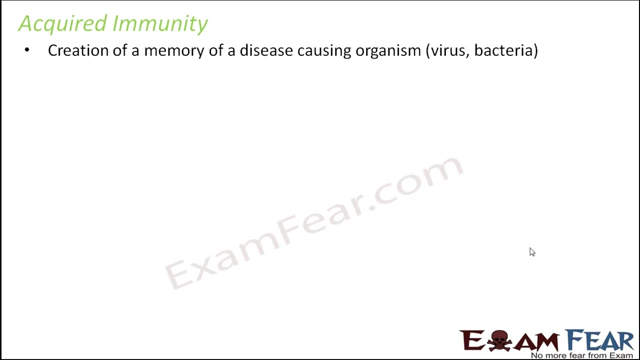 Acquired Immunity
• Creation of a memory of a disease causing organism (virus, bacteria)
ExamFear.com
EXAM FEAR
No more fear from Exam